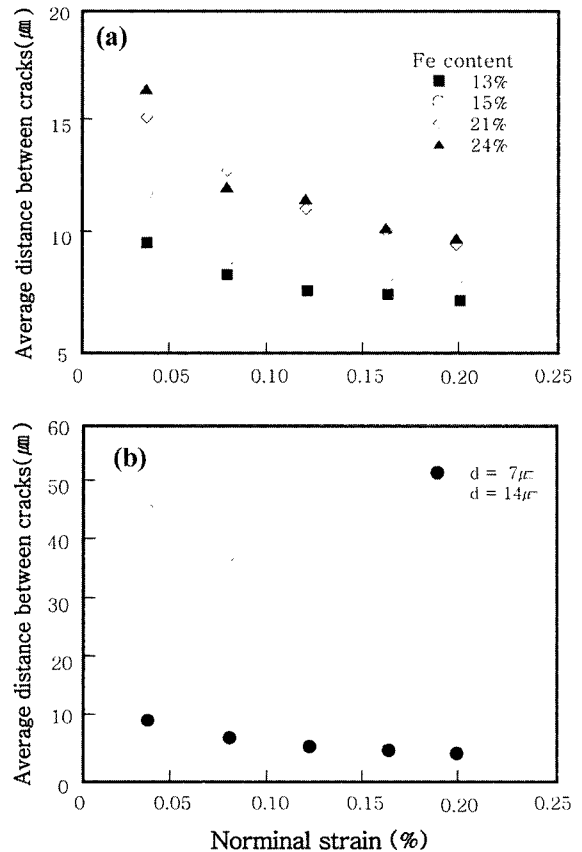 (a)
Average distance between cracks(㎛)
20
15
10
5
Fe content
13%
15%
21%
24%
0 0.05 0.10 0.15 0.20 0.25
(b)
Average distance between cracks(㎛)
60
50
40
30
20
10
0
d = 7μ
d = 14μ
0 0.05 0.10 0.15 0.20 0.25
Norminal strain (%)